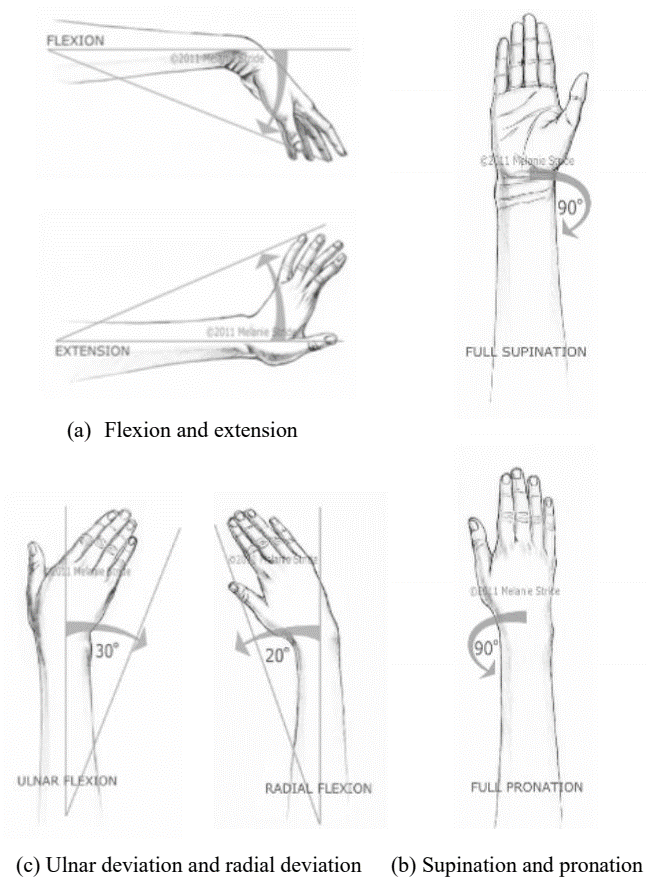 FLEXION
©2011 Melanie Stride
EXTENSION
©2011 Melanie Stride
(a) Flexion and extension
©2011 Melanie Stride
90°
FULL SUPINATION
©2011 Melanie Stride
30°
ULNAR FLEXION
©2011 Melanie Stride
20°
RADIAL FLEXION
©2011 Melanie Stride
90°
FULL PRONATION
(c) Ulnar deviation and radial deviation
(b) Supination and pronation